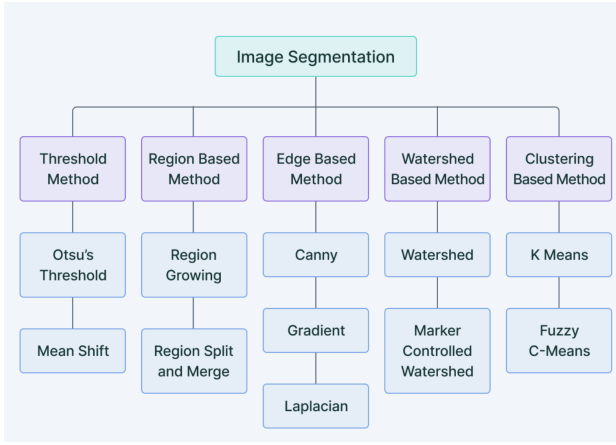 Image Segmentation
Threshold
Method
Region Based
Method
Edge Based
Method
Watershed
Based Method
Clustering
Based Method
Otsu's
Threshold
Region
Growing
Canny
Watershed
K Means
Mean Shift
Region Split
and Merge
Gradient
Marker
Controlled
Watershed
Fuzzy
C-Means
Laplacian